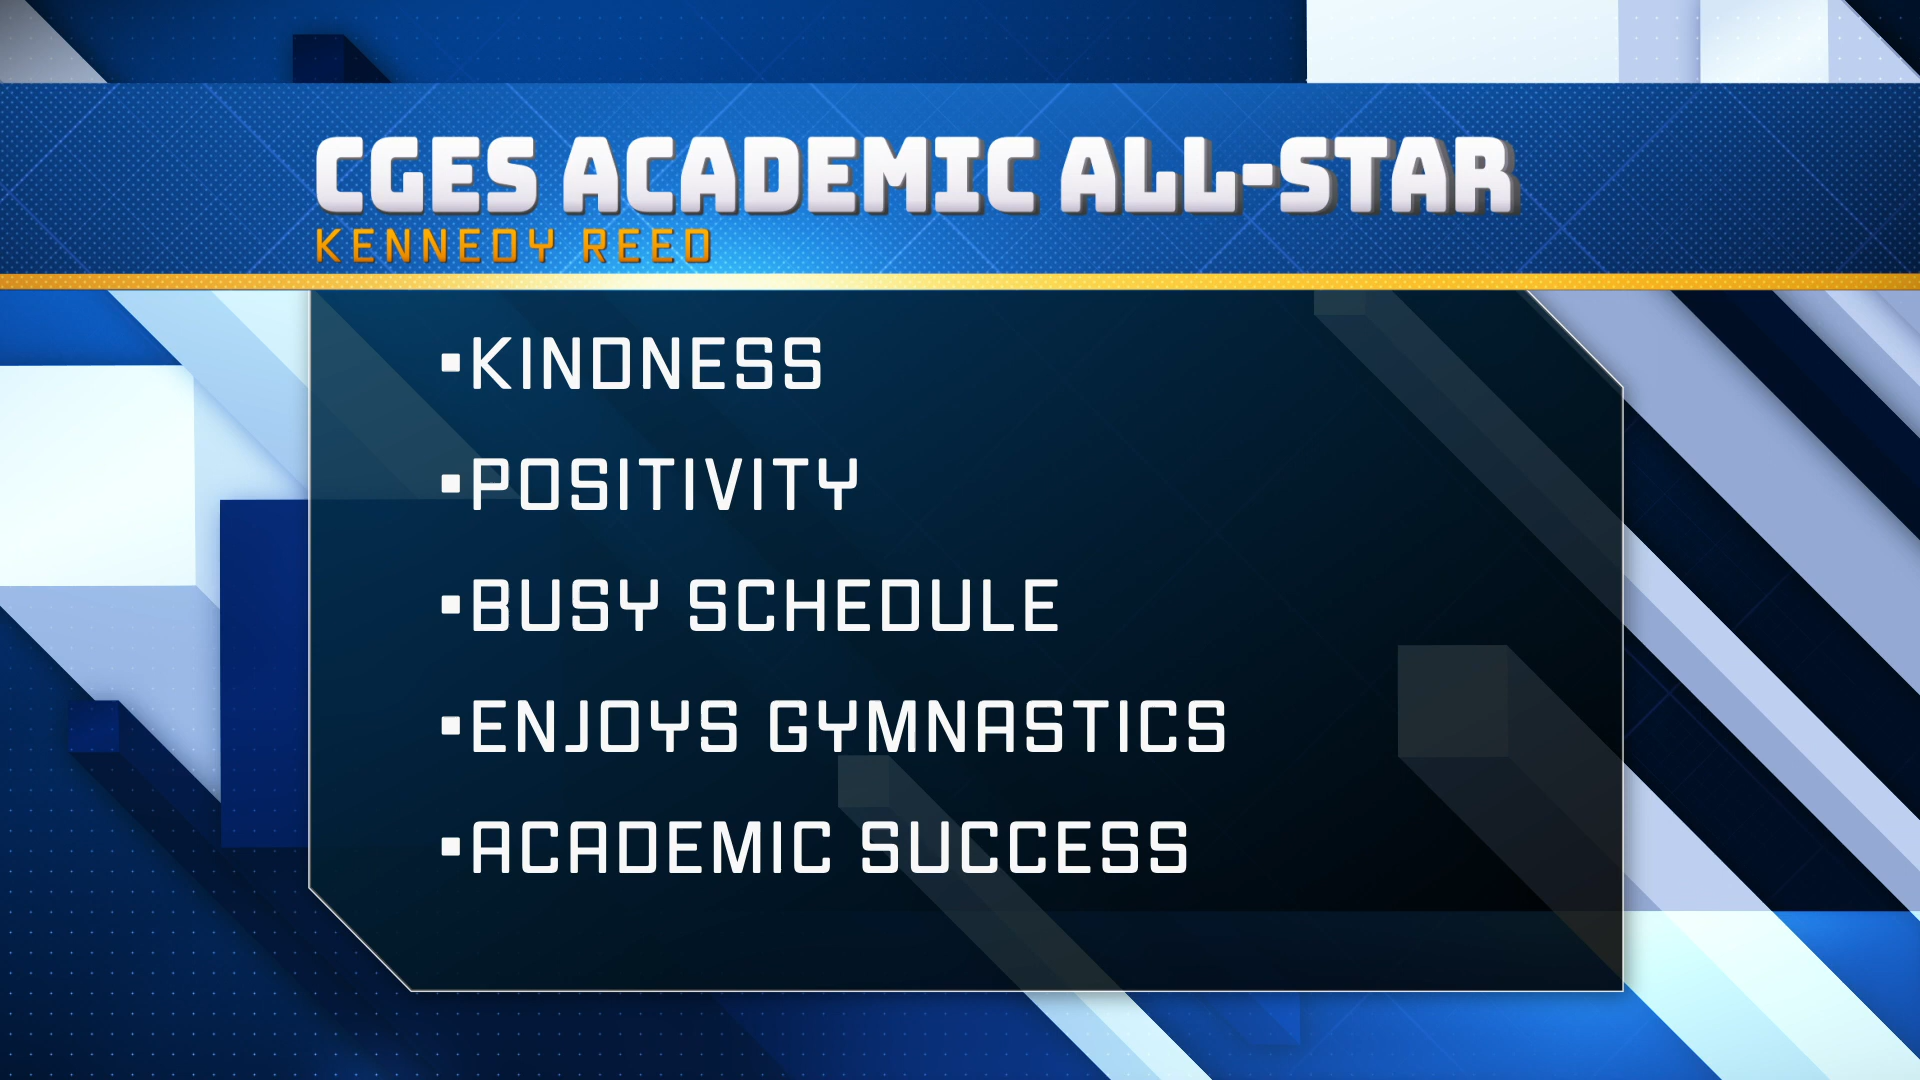 CGES ACADEMIC ALL-STAR
KENNEDY REED
▪KINDNESS
▪POSITIVITY
▪BUSY SCHEDULE
▪ENJOYS GYMNASTICS
▪ACADEMIC SUCCESS